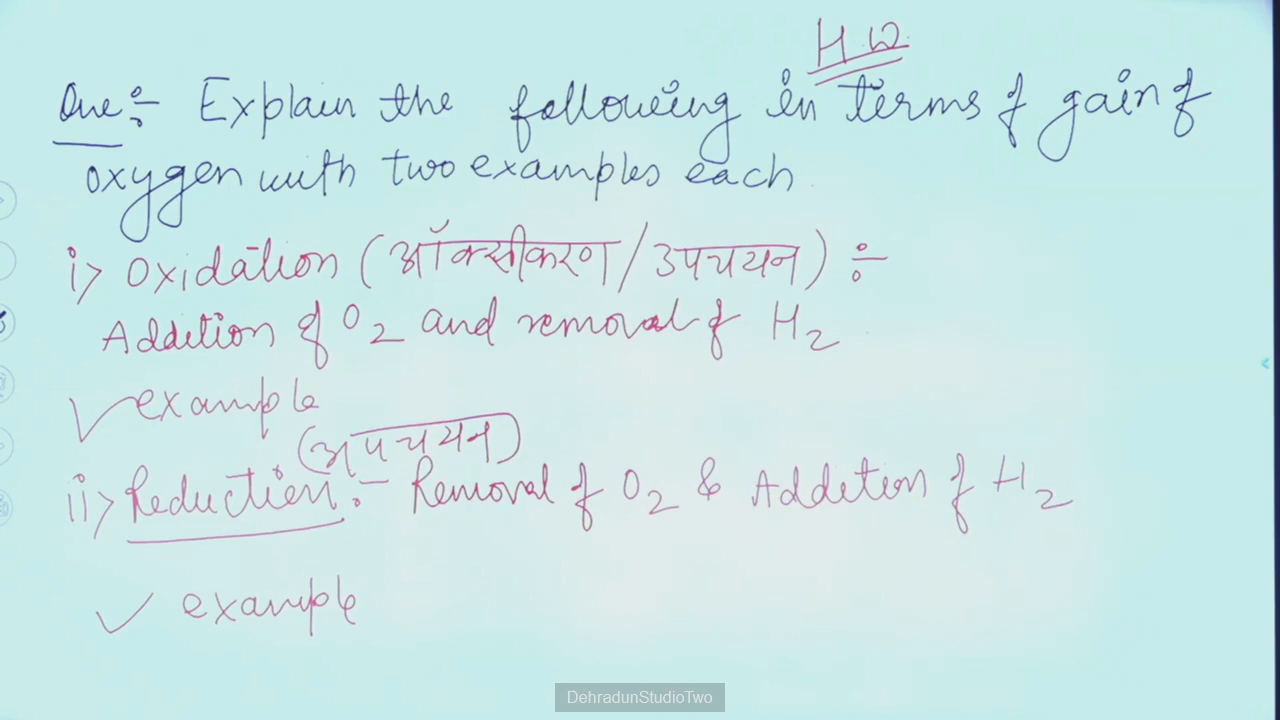 H.W
Que:- Explain the following in terms of gain of
oxygen with two examples each.
i> Oxidation (ऑक्सीकरण/उपचयन) :-
Addition of O2 and removal of H2.
✓ example
(अपचयन)
ii> Reduction :- Removal of O2 & Addition of H2
✓ example
DehradunStudioTwo